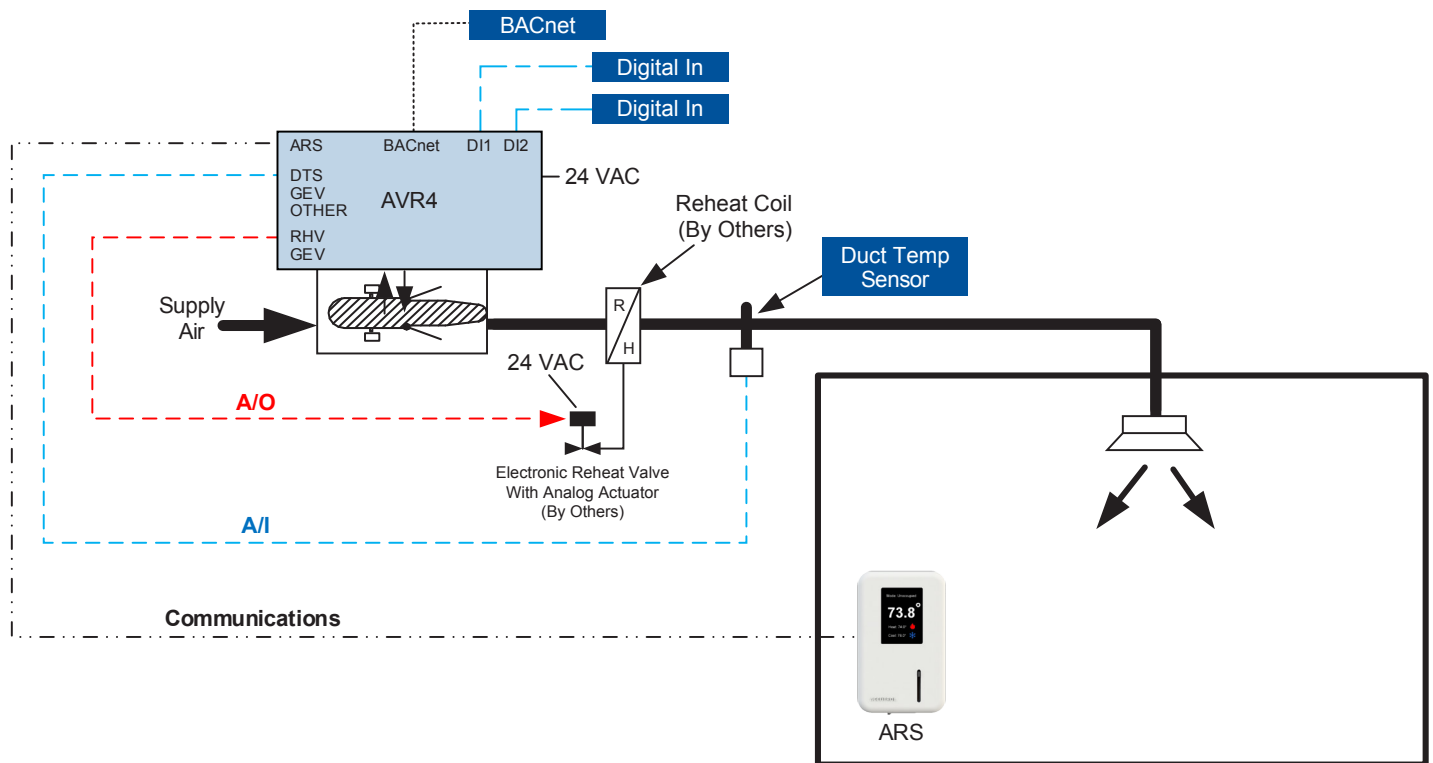 BACnet
Digital In
Digital In
ARS BACnet DI1 DI2
DTS
GEV
OTHER
AVR4
RHV
GEV
24 VAC
Reheat Coil
(By Others)
Duct Temp
Sensor
Supply
Air
R
H
24 VAC
A/O
Electronic Reheat Valve
With Analog Actuator
(By Others)
A/I
Communications
Mode: Unoccupied
73.8°
ARS